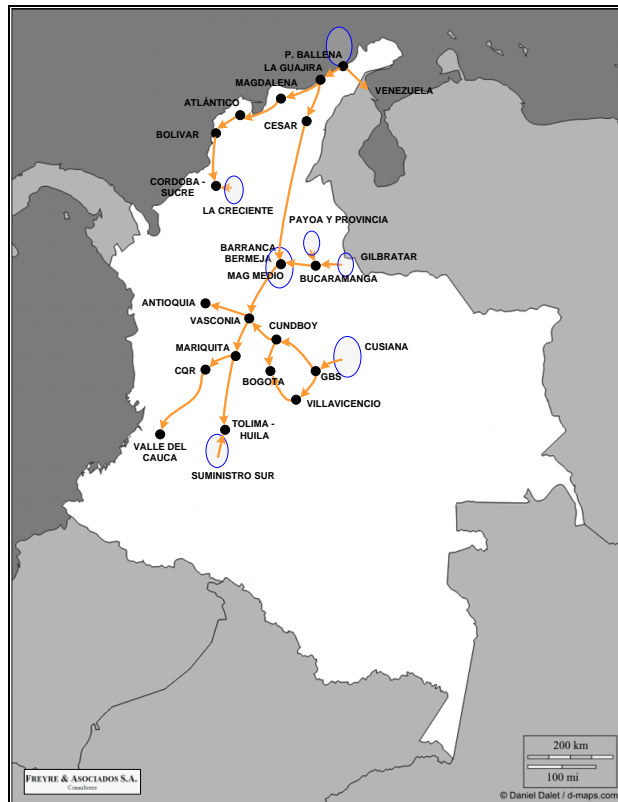 P. BALLENA
LA GUAJIRA
MAGDALENA
VENEZUELA
ATLÁNTICO
CESAR
BOLIVAR
CORDOBA -
SUCRE
LA CRECIENTE
PAYOA Y PROVINCIA
BARRANCA
BERMEJA
GILBRATAR
MAG MEDIO
BUCARAMANGA
ANTIOQUIA
VASCONIA
CUNDBOY
CUSIANA
MARIQUITA
CQR
BOGOTA
GBS
VILLAVICENCIO
TOLIMA -
HUILA
VALLE DEL
CAUCA
SUMINISTRO SUR
200 km
100 mi
FREYRE & ASOCIADOS S.A.
Consultores
© Daniel Dalet / d-maps.com